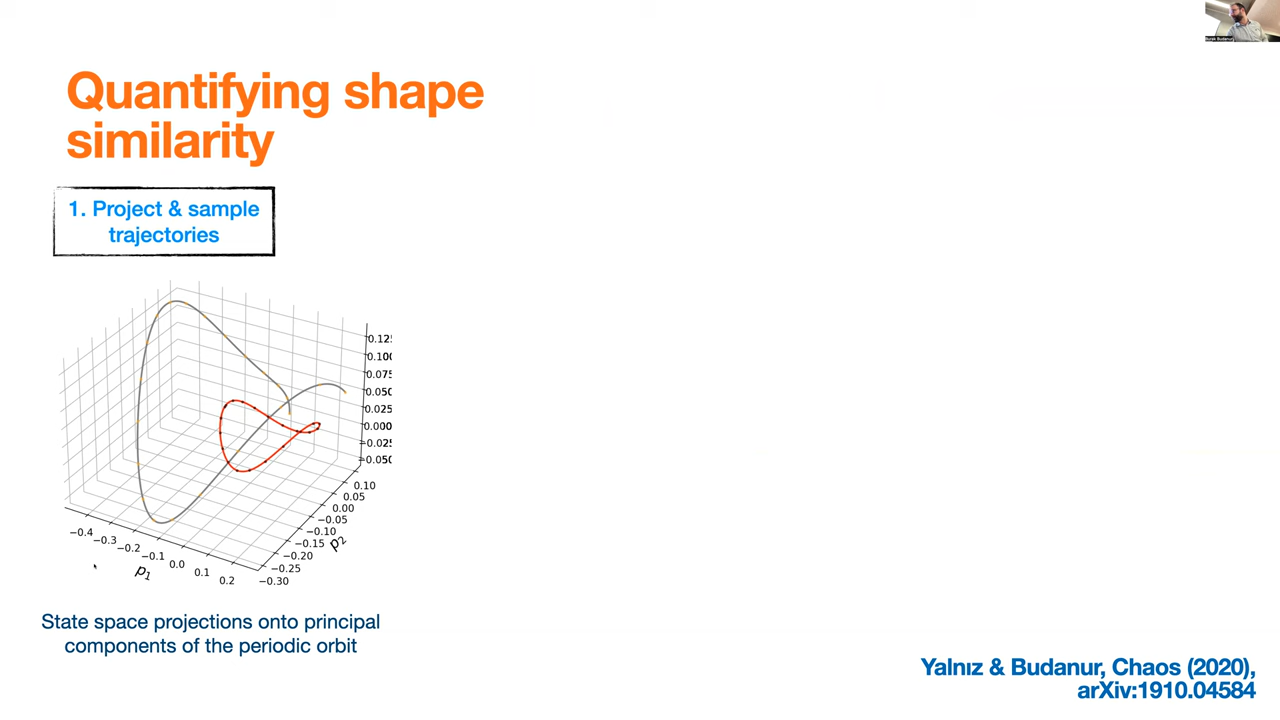 Burak Budanur
Quantifying shape
similarity
1. Project & sample
trajectories
0.12
0.100
0.075
0.050
0.025
0.000
−0.025
−0.050
0.10
0.05
0.00
−0.05
−0.10
−0.15
−0.20
−0.25
−0.30
p2
−0.4
−0.3
−0.2
−0.1
0.0
0.1
0.2
p1
State space projections onto principal
components of the periodic orbit
Yalnız & Budanur, Chaos (2020),
arXiv:1910.04584